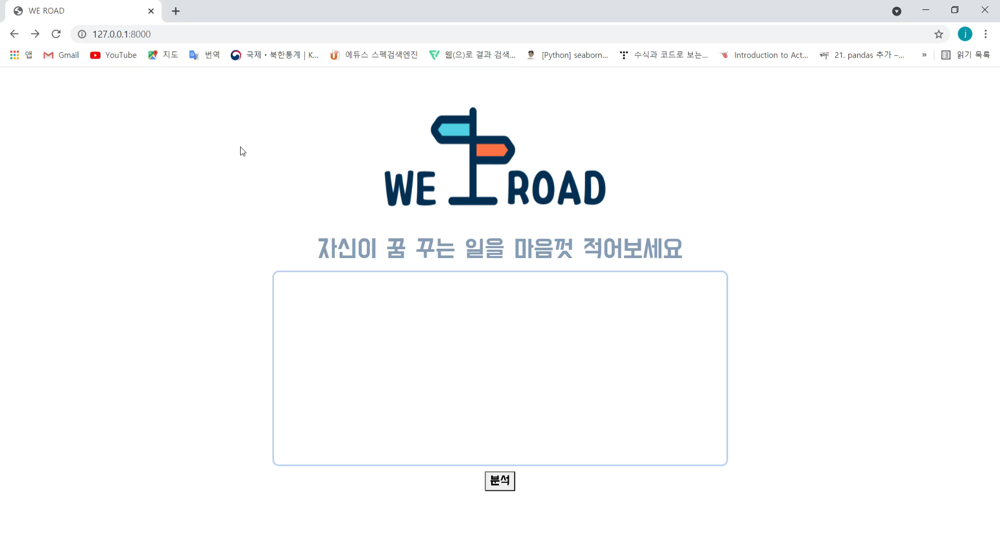 WE ROAD
127.0.0.1:8000
앱 Gmail YouTube 지도 번역 국제・북한통계 | K... 에듀스 스펙검색엔진 웹(으)로 결과 검색... [Python] seaborn... 수식과 코드로 보는... Introduction to Act... 21. pandas 추가 –... » 읽기 목록
j
WE ROAD
자신이 꿈 꾸는 일을 마음껏 적어보세요
분석